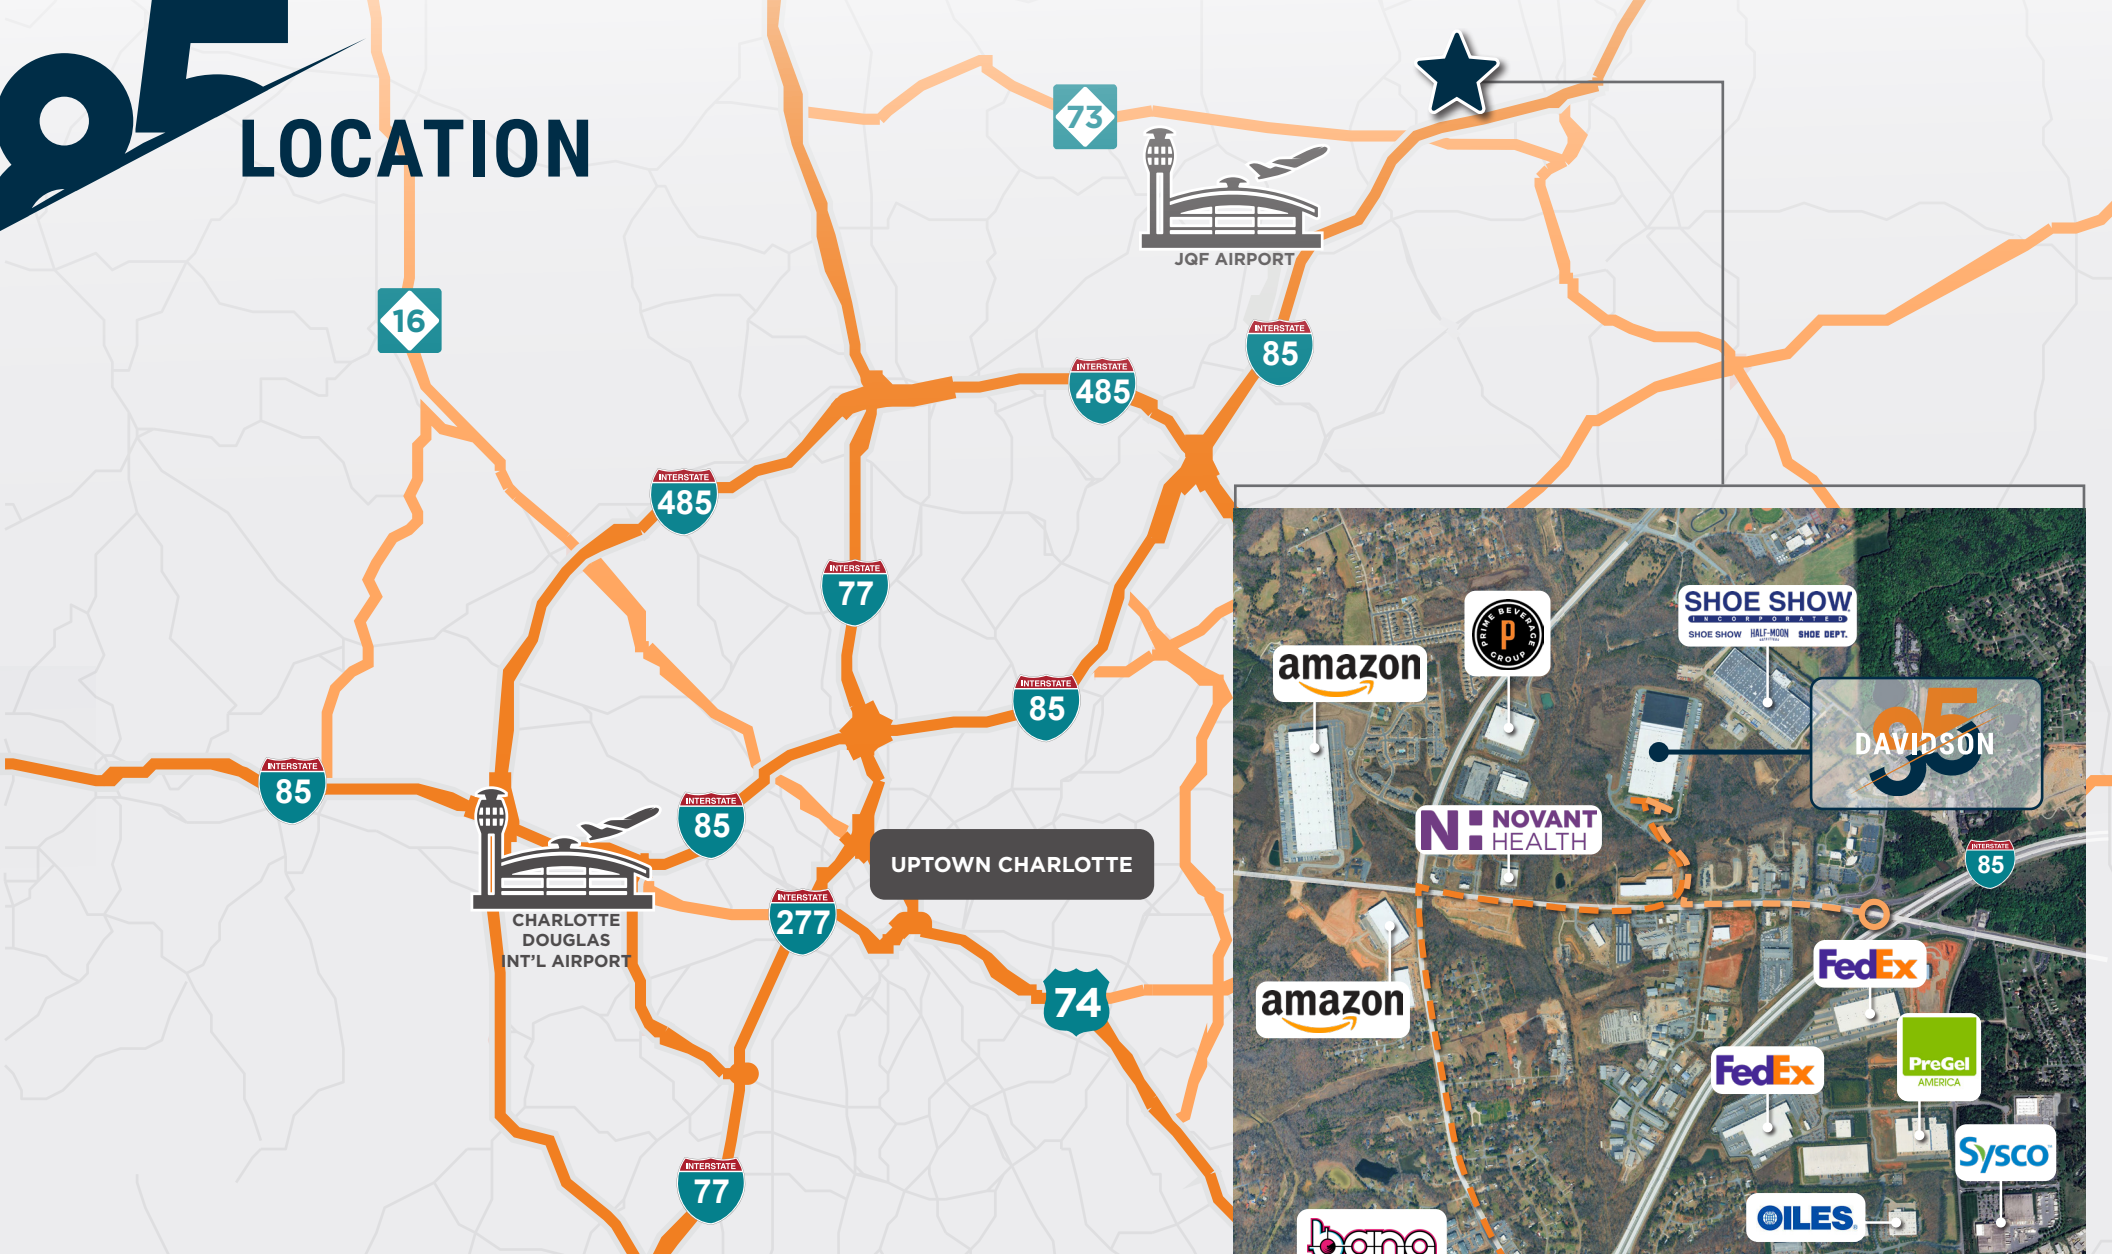 85
LOCATION
73
JQF AIRPORT
16
INTERSTATE
85
INTERSTATE
485
INTERSTATE
485
INTERSTATE
77
INTERSTATE
85
INTERSTATE
85
INTERSTATE
85
UPTOWN CHARLOTTE
INTERSTATE
277
CHARLOTTE
DOUGLAS
INT'L AIRPORT
74
INTERSTATE
77
PRIME BEVERAGE
P
GROUP
SHOE SHOW
INCORPORATED
SHOE SHOW HALF-MOON SHOE DEPT.
amazon
85
DAVIDSON
NOVANT
HEALTH
INTERSTATE
85
FedEx
amazon
PreGel
AMERICA
FedEx
Sysco
OILES
bang